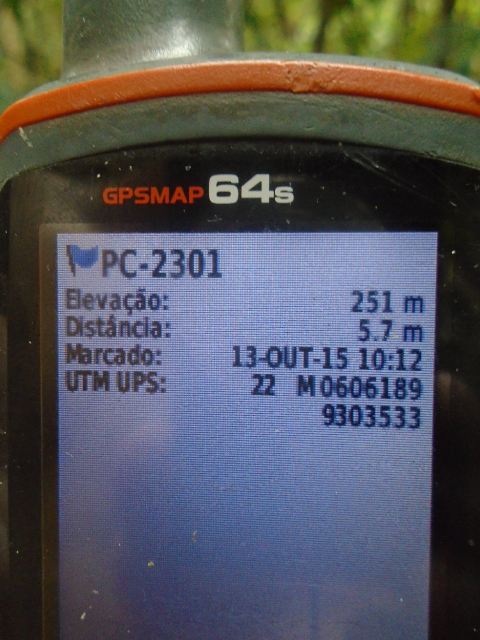 GPSMAP 64s
PC-2301
Elevação: 251 m
Distância: 5.7 m
Marcado: 13-OUT-15 10:12
UTM UPS: 22 M 0606189
9303533